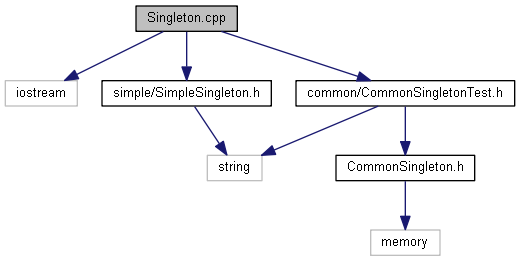 Singleton.cpp
iostream
simple/SimpleSingleton.h
common/CommonSingletonTest.h
string
CommonSingleton.h
memory